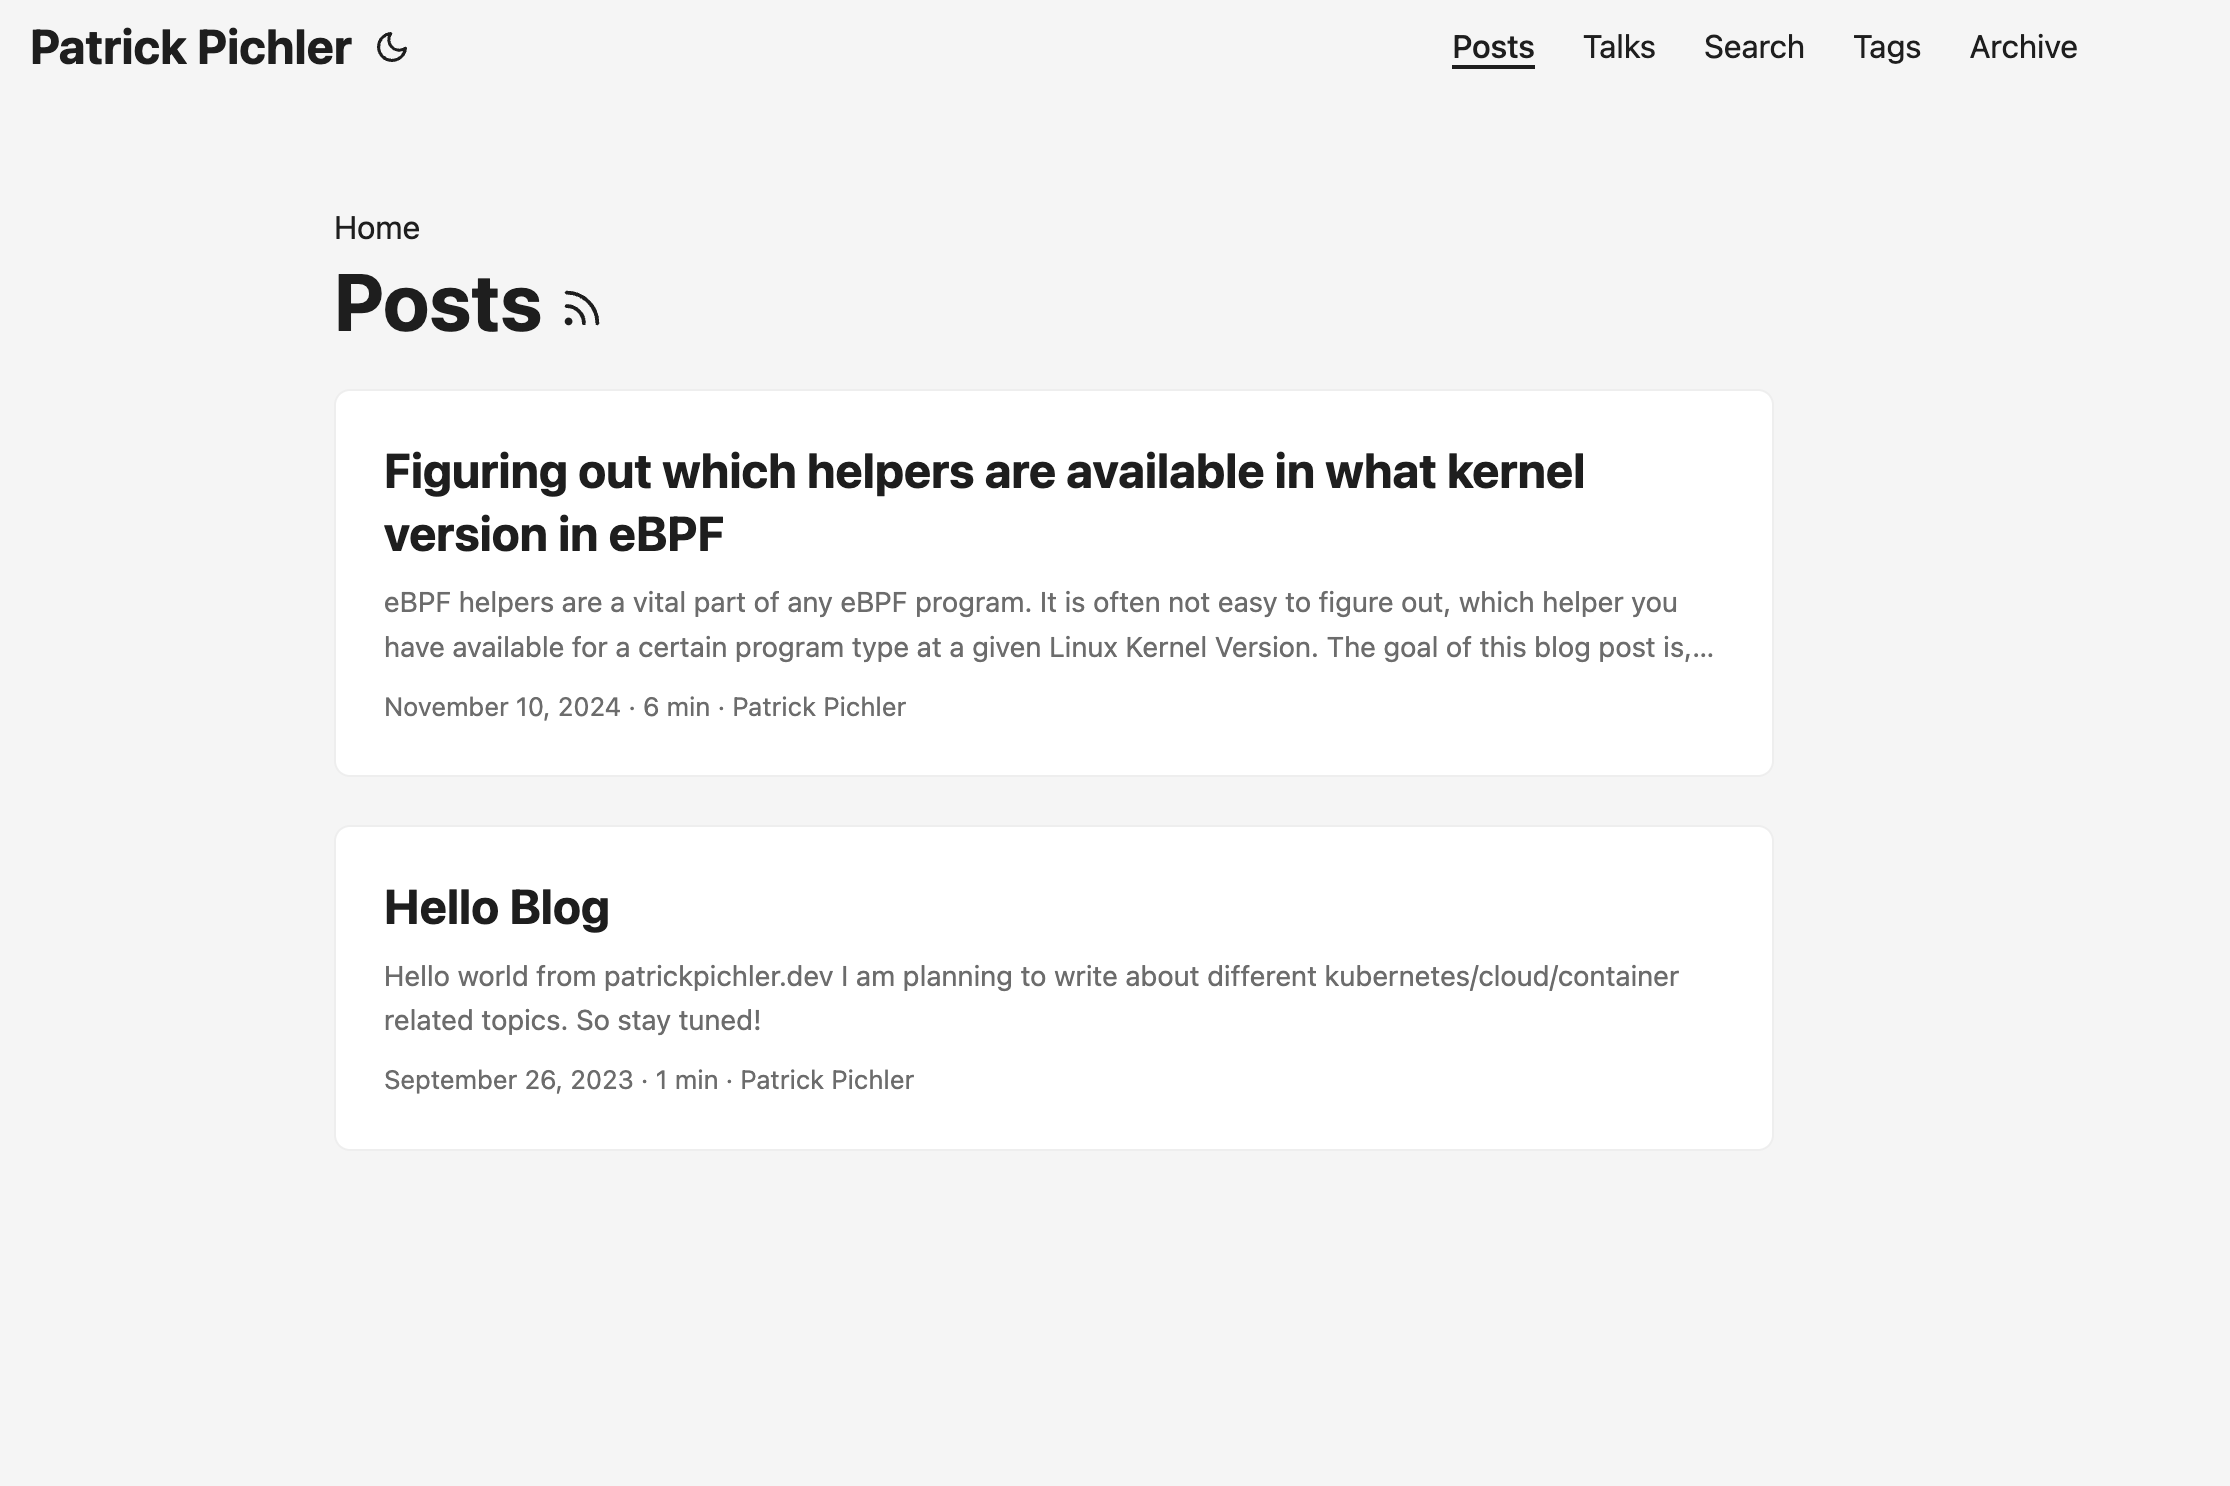 Patrick Pichler
Posts Talks Search Tags Archive
Home
Posts
Figuring out which helpers are available in what kernel
version in eBPF
eBPF helpers are a vital part of any eBPF program. It is often not easy to figure out, which helper you
have available for a certain program type at a given Linux Kernel Version. The goal of this blog post is,...
November 10, 2024 · 6 min · Patrick Pichler
Hello Blog
Hello world from patrickpichler.dev I am planning to write about different kubernetes/cloud/container
related topics. So stay tuned!
September 26, 2023 · 1 min · Patrick Pichler